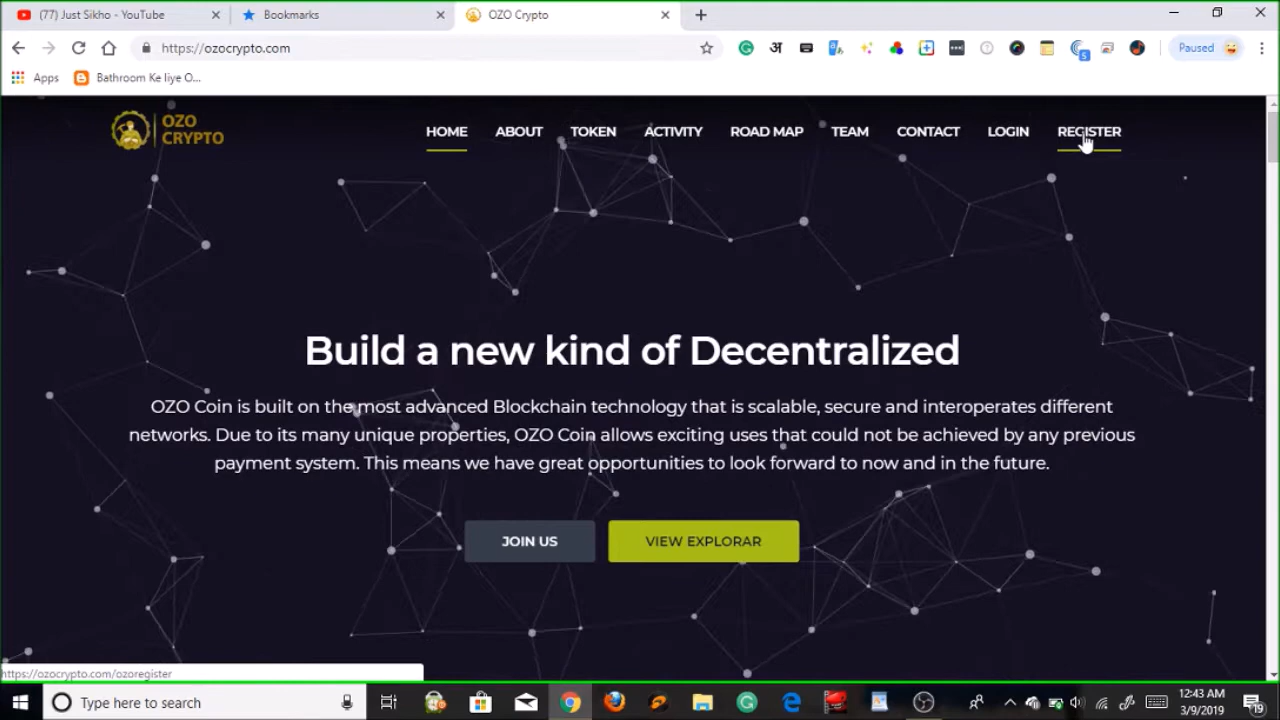 (77) Just Sikho - YouTube
Bookmarks
OZO Crypto
https://ozocrypto.com
अ
5
Paused
Apps
Bathroom Ke liye O...
OZO
CRYPTO
HOME
ABOUT
TOKEN
ACTIVITY
ROAD MAP
TEAM
CONTACT
LOGIN
REGISTER
Build a new kind of Decentralized
OZO Coin is built on the most advanced Blockchain technology that is scalable, secure and interoperates different
networks. Due to its many unique properties, OZO Coin allows exciting uses that could not be achieved by any previous
payment system. This means we have great opportunities to look forward to now and in the future.
JOIN US
VIEW EXPLORAR
https://ozocrypto.com/ozoregister
Type here to search
12:43 AM
3/9/2019
19